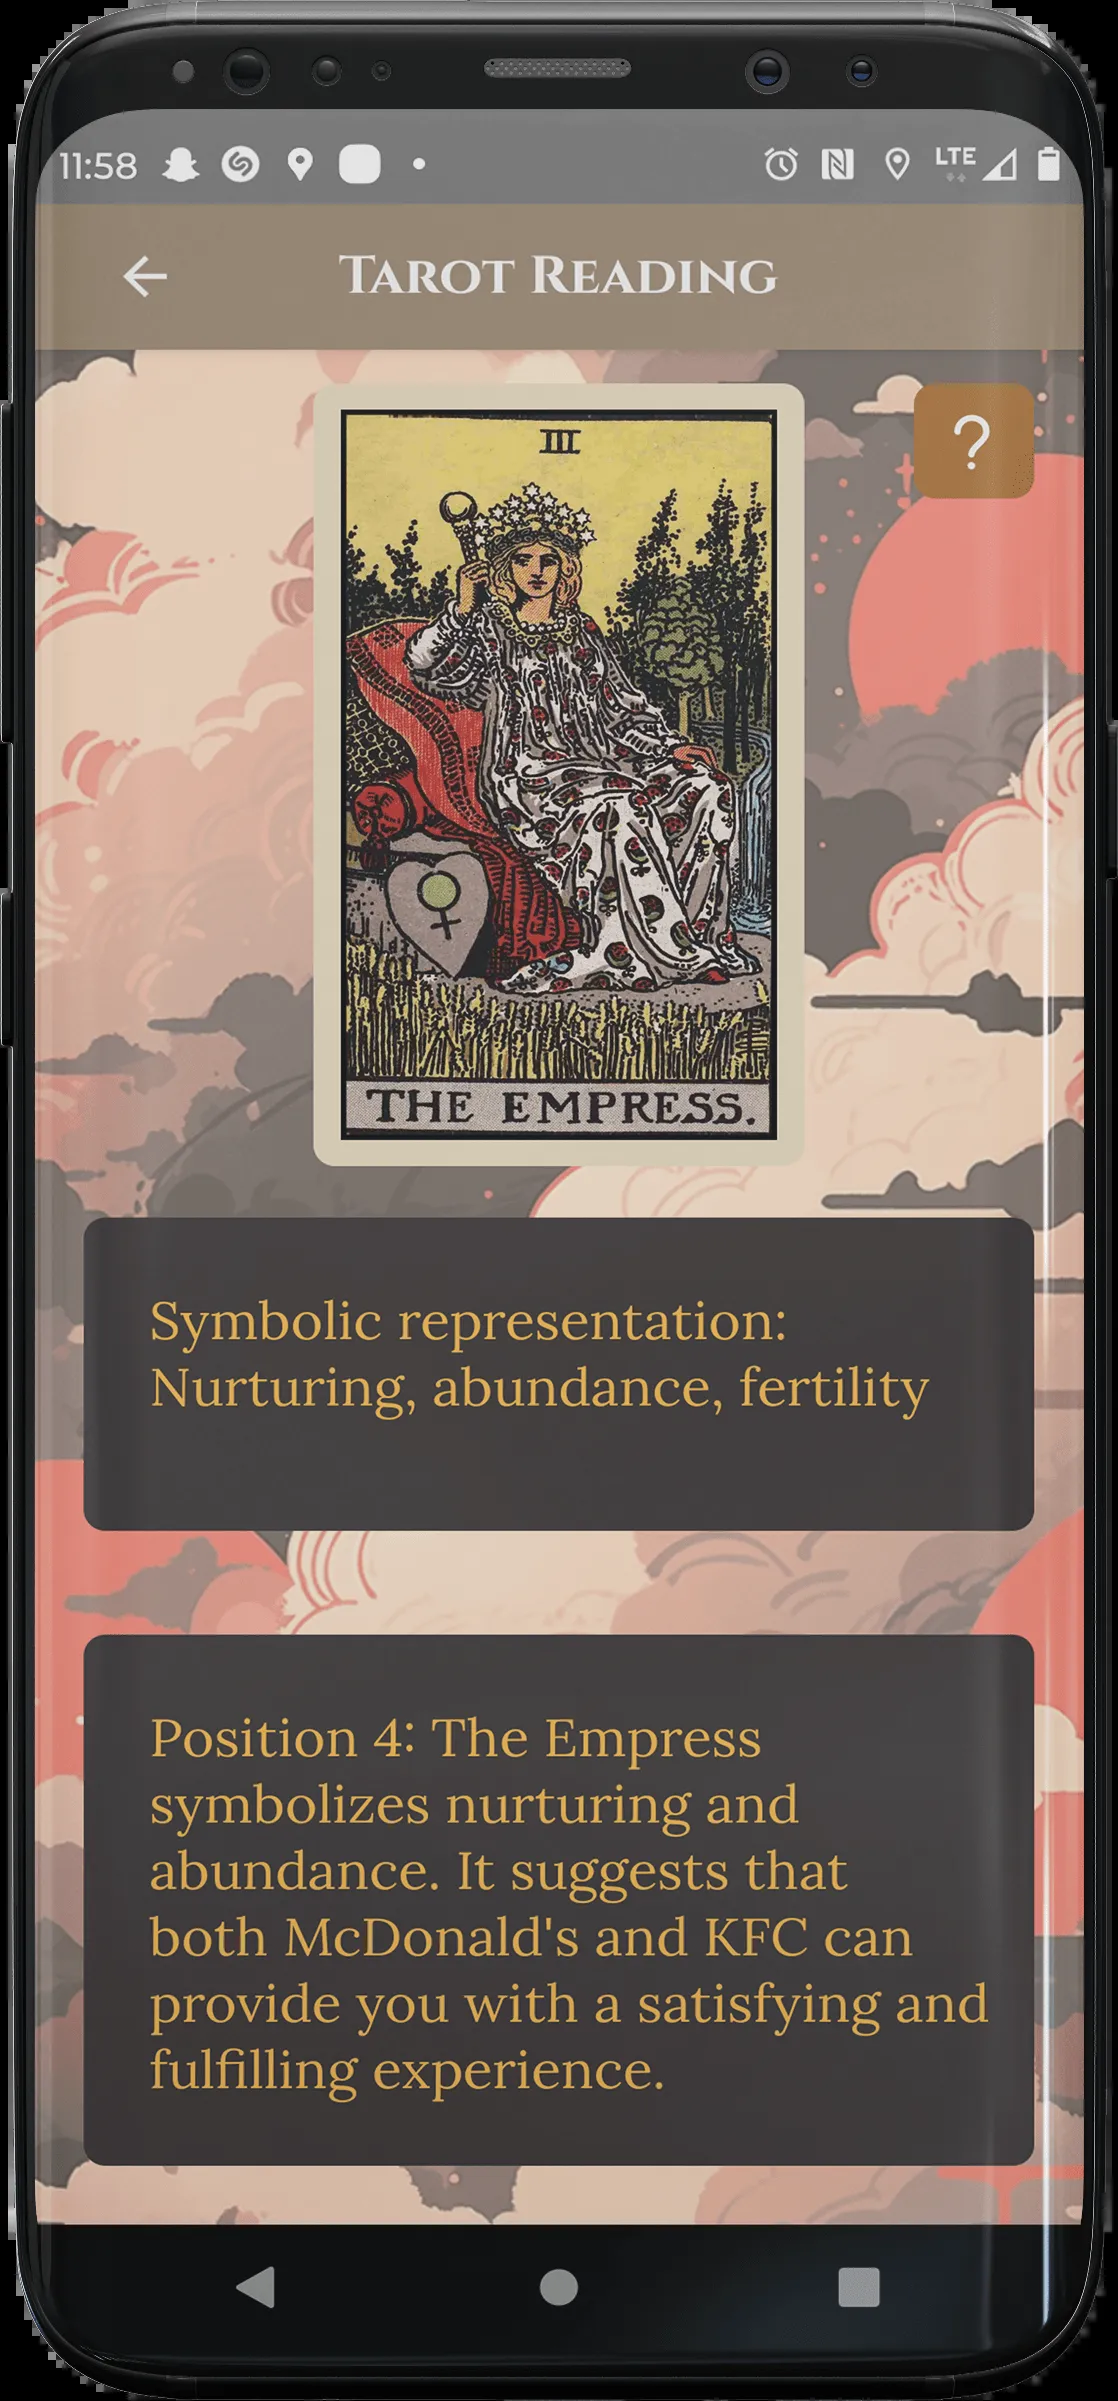 11:58
LTE
TAROT READING
?
III
THE EMPRESS.
Symbolic representation:
Nurturing, abundance, fertility
Position 4: The Empress
symbolizes nurturing and
abundance. It suggests that
both McDonald's and KFC can
provide you with a satisfying and
fulfilling experience.